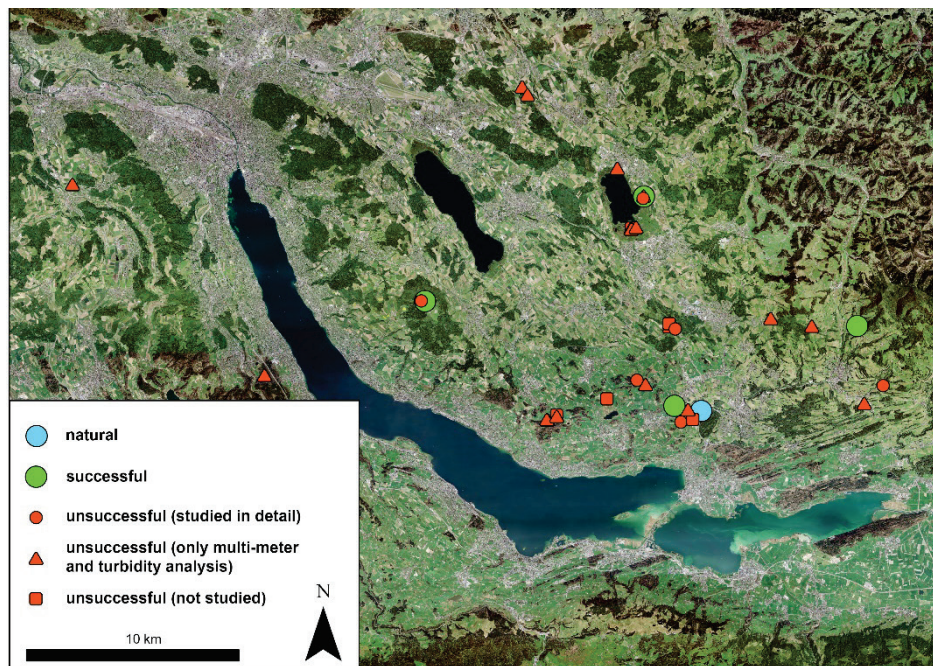 natural
successful
unsuccessful (studied in detail)
unsuccessful (only multi-meter
and turbidity analysis)
unsuccessful (not studied)
N
10 km